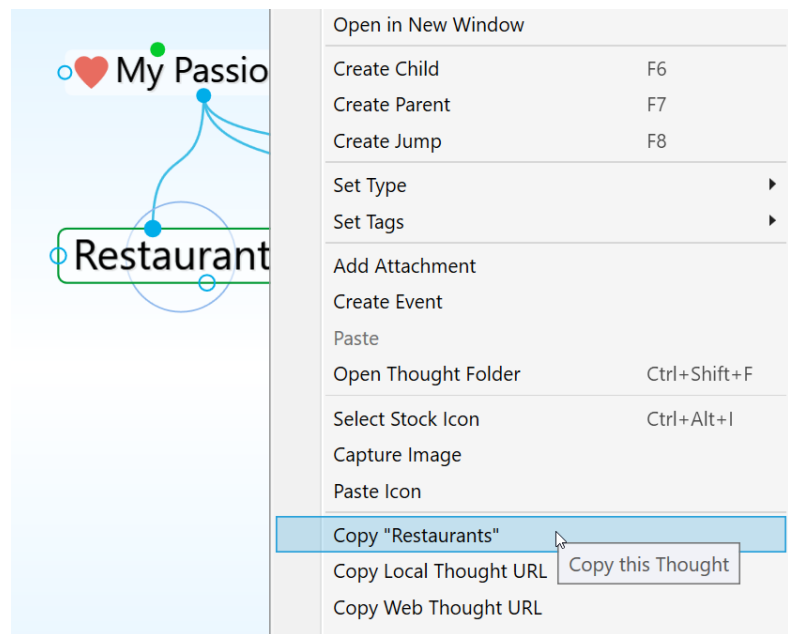 My Passio
Restaurant
Open in New Window
Create Child F6
Create Parent F7
Create Jump F8
Set Type
Set Tags
Add Attachment
Create Event
Paste
Open Thought Folder Ctrl+Shift+F
Select Stock Icon Ctrl+Alt+I
Capture Image
Paste Icon
Copy "Restaurants"
Copy this Thought
Copy Local Thought URL
Copy Web Thought URL